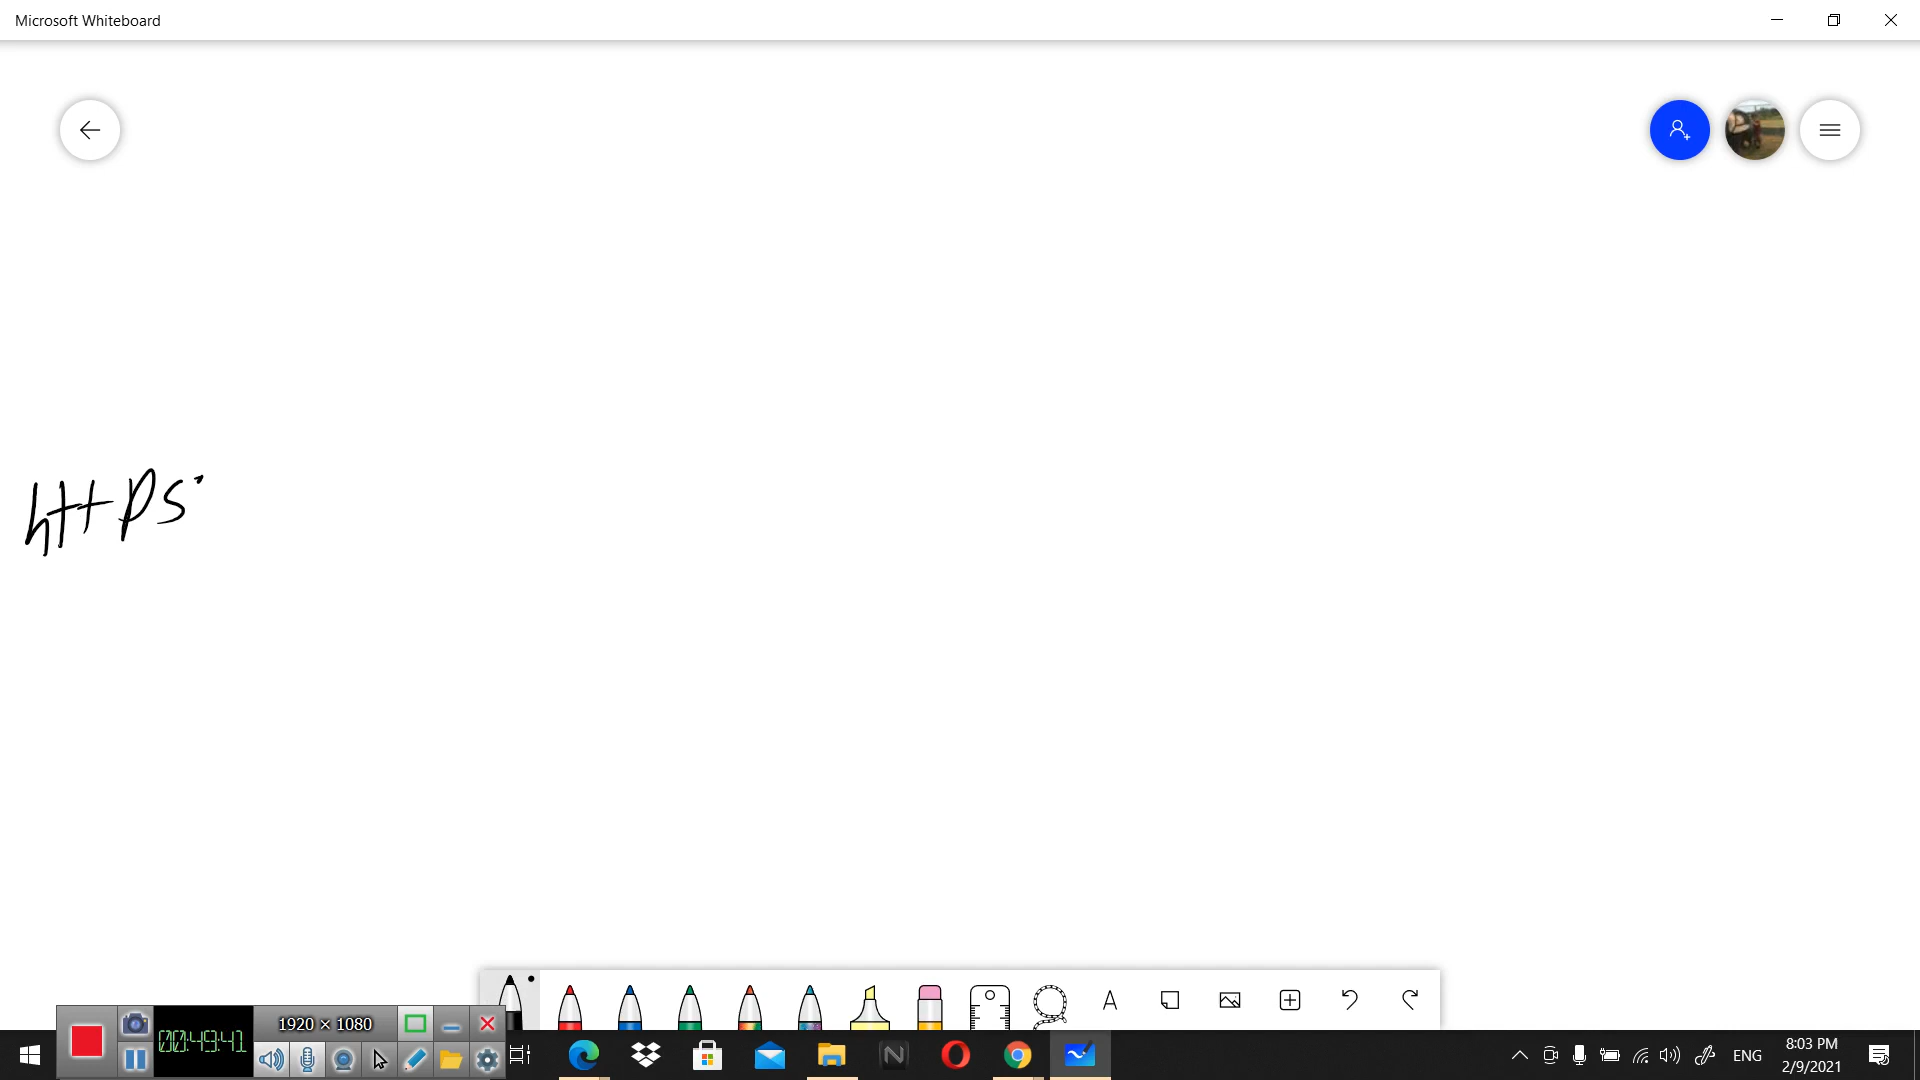 Microsoft Whiteboard
https:
00:49:41
1920 × 1080
A
N
ENG
8:03 PM
2/9/2021